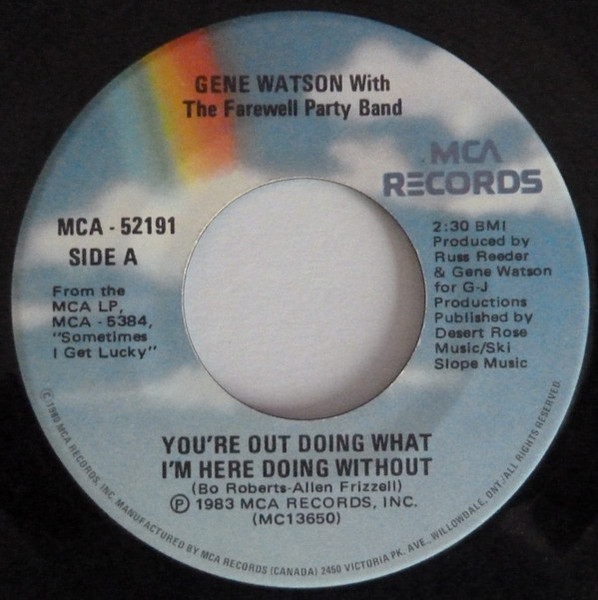 GENE WATSON With
The Farewell Party Band
MCA
RECORDS
MCA - 52191
SIDE A
From the
MCA LP,
MCA - 5384,
"Sometimes
I Get Lucky"
2:30 BMI
Produced by
Russ Reeder
& Gene Watson
for G-J
Productions
Published by
Desert Rose
Music/Ski
Slope Music
YOU'RE OUT DOING WHAT
I'M HERE DOING WITHOUT
(Bo Roberts-Allen Frizzell)
℗ 1983 MCA RECORDS, INC.
(MC13650)
© 1983 MCA RECORDS, INC. MANUFACTURED BY MCA RECORDS (CANADA) 2450 VICTORIA PK. AVE., WILLOWDALE, ONT./ALL RIGHTS RESERVED.